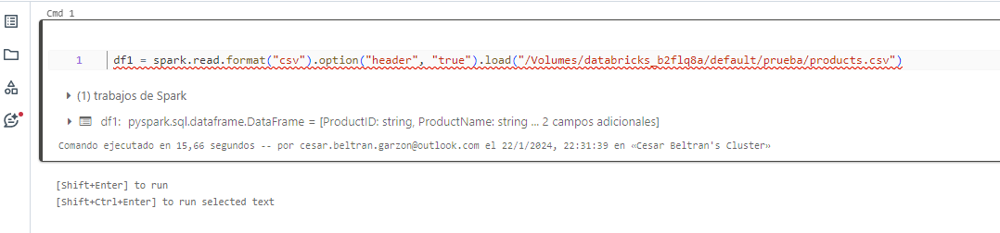 Cmd 1
1 df1 = spark.read.format("csv").option("header", "true").load("/Volumes/databricks_b2flq8a/default/prueba/products.csv")
(1) trabajos de Spark
df1: pyspark.sql.dataframe.DataFrame = [ProductID: string, ProductName: string ... 2 campos adicionales]
Comando ejecutado en 15,66 segundos -- por cesar.beltran.garzon@outlook.com el 22/1/2024, 22:31:39 en «Cesar Beltran's Cluster»
[Shift+Enter] to run
[Shift+Ctrl+Enter] to run selected text